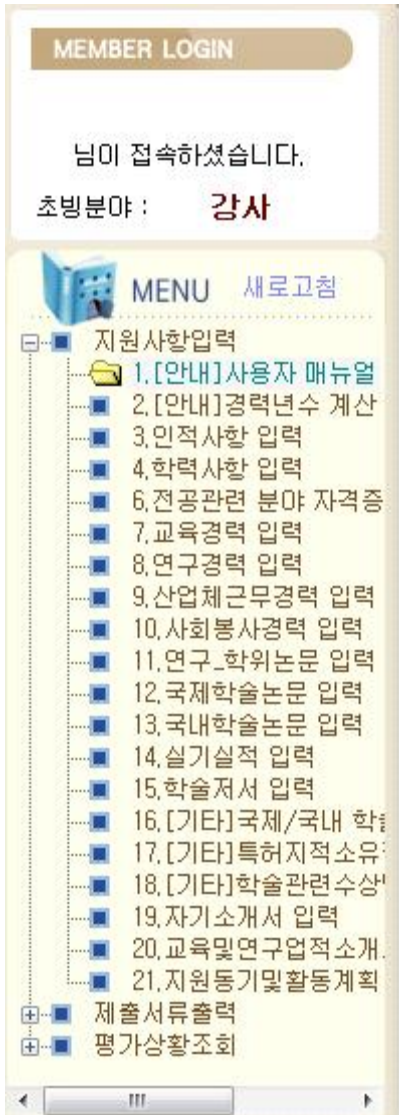 MEMBER LOGIN
님이 접속하셨습니다.
초빙분야 : 강사
MENU 새로고침
지원사항입력
1.[안내]사용자 매뉴얼
2.[안내]경력년수 계산
3.인적사항 입력
4.학력사항 입력
6.전공관련 분야 자격증
7.교육경력 입력
8.연구경력 입력
9.산업체근무경력 입력
10.사회봉사경력 입력
11.연구_학위논문 입력
12.국제학술논문 입력
13.국내학술논문 입력
14.실기실적 입력
15.학술저서 입력
16.[기타]국제/국내 학술
17.[기타]특허지적소유
18.[기타]학술관련수상
19.자기소개서 입력
20.교육및연구업적소개.
21.지원동기및활동계획
제출서류출력
평가상황조회